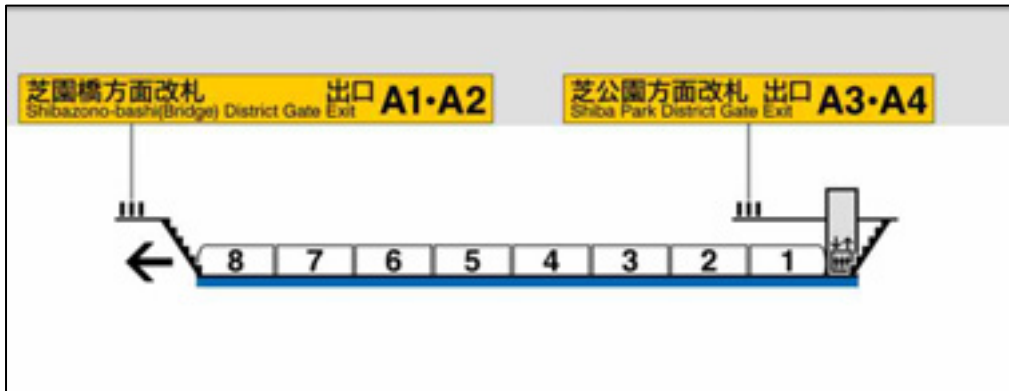 芝園橋方面改札 出口 A1・A2
Shibazono-bashi(Bridge) District Gate Exit
芝公園方面改札 出口 A3・A4
Shiba Park District Gate Exit
8 7 6 5 4 3 2 1